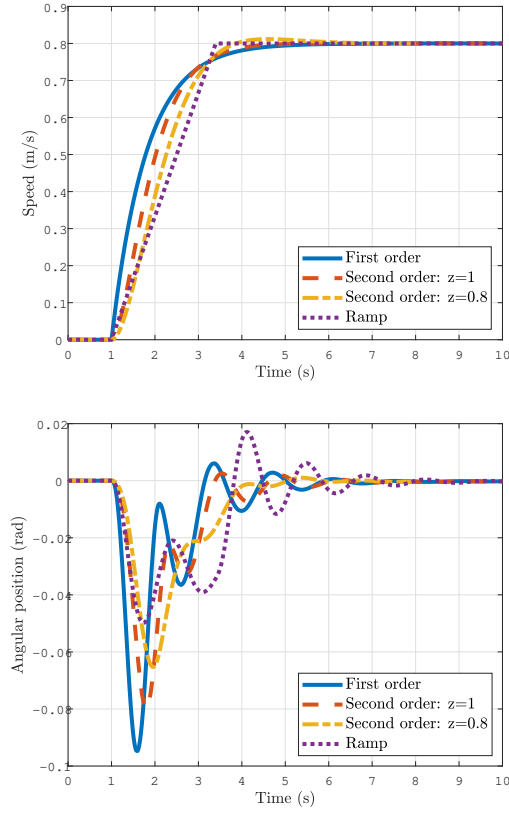 0.9
0.8
0.7
0.6
0.5
0.4
0.3
0.2
0.1
0
Speed (m/s)
First order
Second order: z=1
Second order: z=0.8
Ramp
0 1 2 3 4 5 6 7 8 9 10
Time (s)
0.02
0
-0.02
-0.04
-0.06
-0.08
-0.1
Angular position (rad)
First order
Second order: z=1
Second order: z=0.8
Ramp
0 1 2 3 4 5 6 7 8 9 10
Time (s)